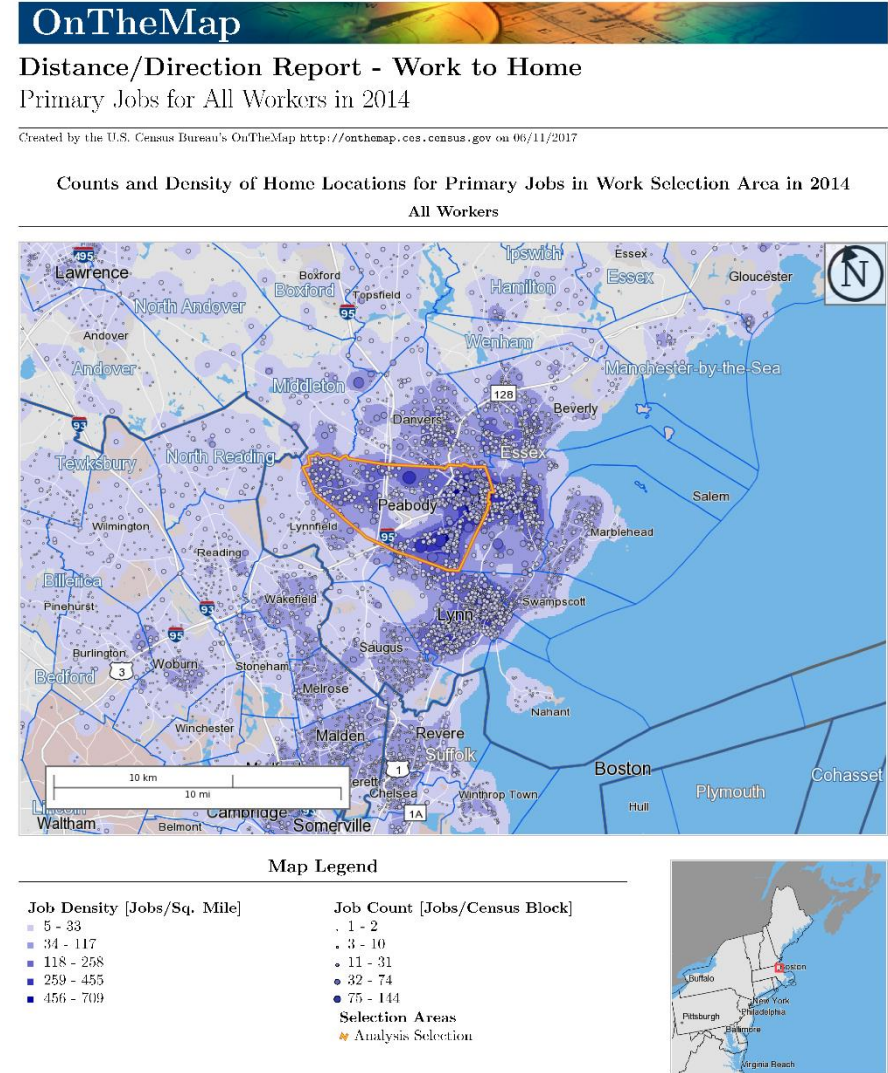 OnTheMap
Distance/Direction Report - Work to Home
Primary Jobs for All Workers in 2014
Created by the U.S. Census Bureau's OnTheMap http://onthemap.ces.census.gov on 06/11/2017
Counts and Density of Home Locations for Primary Jobs in Work Selection Area in 2014
All Workers
495
Lawrence
Ipswich
Essex
N
Boxford
Boxford
Topsfield
Hamilton
Essex
Gloucester
North Andover
95
Andover
Wenham
Andover
Middleton
Manchester-by-the-Sea
128
Beverly
93
Danvers
Essex
Tewksbury
North Reading
Salem
Peabody
Wilmington
Lynnfield
95
Marblehead
Reading
Billerica
Pinehurst
93
Wakefield
Lynn
Swampscott
95
Burlington
Woburn
Saugus
Bedford
3
Stoneham
Melrose
Nahant
Winchester
Malden
Revere
Suffolk
10 km
10 mi
1
Boston
Cohasset
Chelsea
Winthrop Town
Hull
Plymouth
Waltham
Belmont
Cambridge
Somerville
1A
Map Legend
Job Density [Jobs/Sq. Mile]
5 - 33
34 - 117
118 - 258
259 - 455
456 - 709
Job Count [Jobs/Census Block]
1 - 2
3 - 10
11 - 31
32 - 74
75 - 144
Selection Areas
Analysis Selection
Boston
Buffalo
New York
Pittsburgh
Philadelphia
Baltimore
Virginia Beach